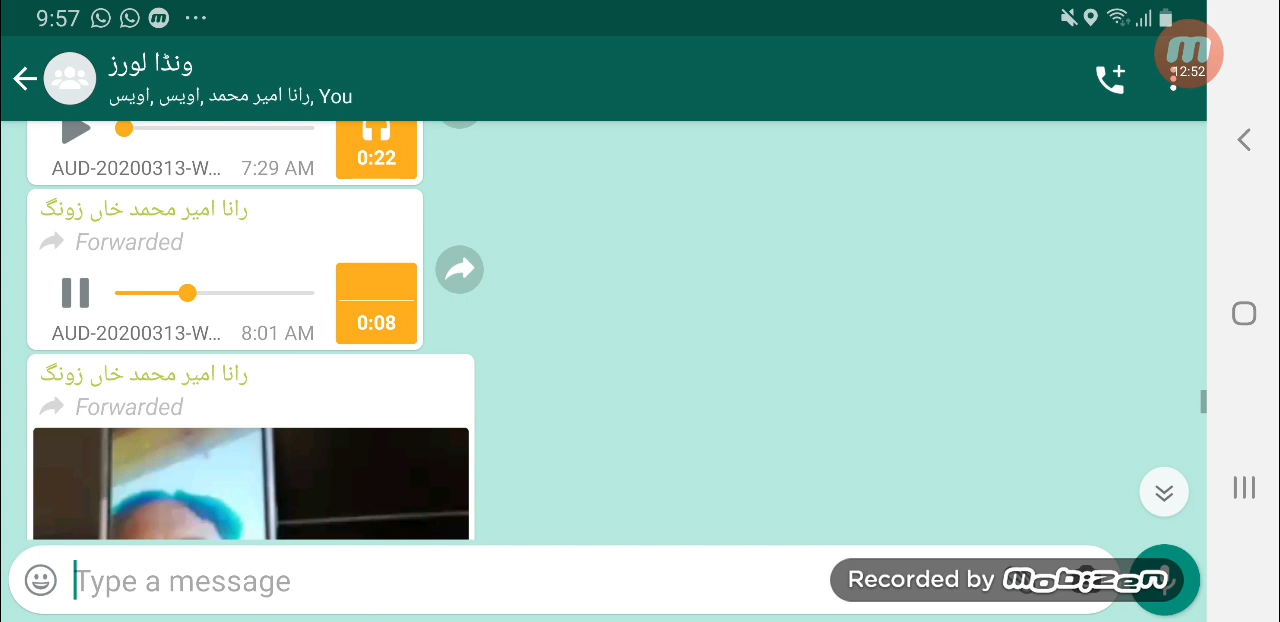 9:57
12:52
ونڈا لورز
رانا امیر محمد ,اویس ,اویس, You
0:22
AUD-20200313-W... 7:29 AM
رانا امیر محمد خاں زونگ
Forwarded
0:08
AUD-20200313-W... 8:01 AM
رانا امیر محمد خاں زونگ
Forwarded
Type a message
Recorded by Mobizen